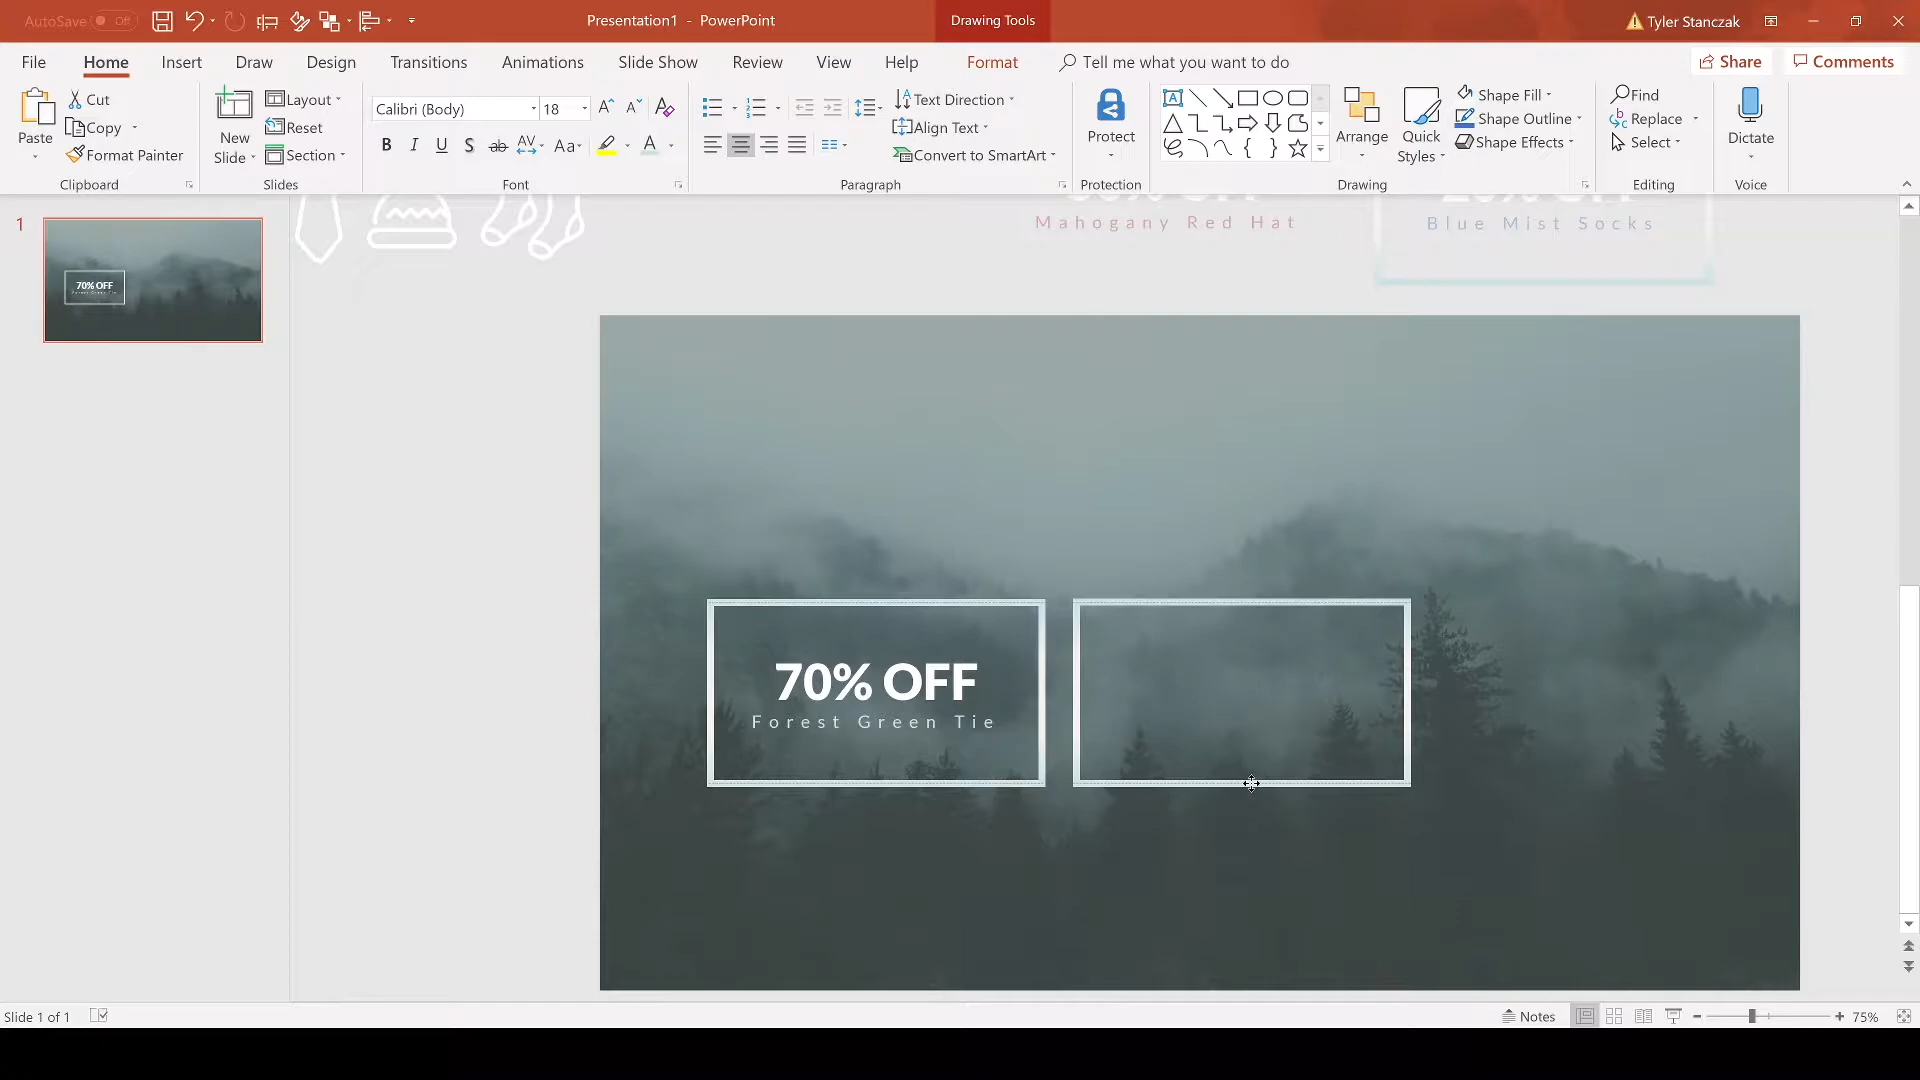 AutoSave Off
Presentation1 - PowerPoint
Drawing Tools
Tyler Stanczak
File Home Insert Draw Design Transitions Animations Slide Show Review View Help Format Tell me what you want to do Share Comments
Paste
Cut
Copy
Format Painter
Clipboard
New Slide
Layout
Reset
Section
Slides
Calibri (Body) 18
Font
Text Direction
Align Text
Convert to SmartArt
Paragraph
Protect
Protection
Arrange
Quick Styles
Shape Fill
Shape Outline
Shape Effects
Drawing
Find
Replace
Select
Editing
Dictate
Voice
1
70% OFF
Mahogany Red Hat
Blue Mist Socks
70% OFF
Forest Green Tie
Slide 1 of 1
Notes
75%